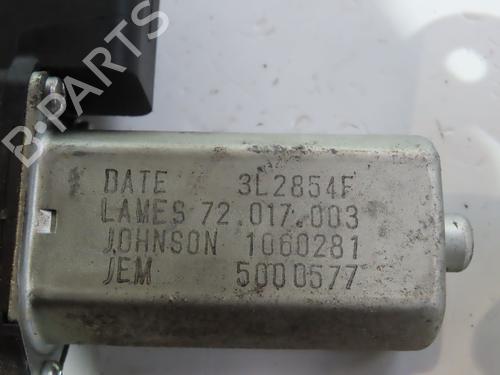 B-PARTS
DATE 3L2854F
LAMES 72.017.003
JOHNSON 1060281
JEM 5000577